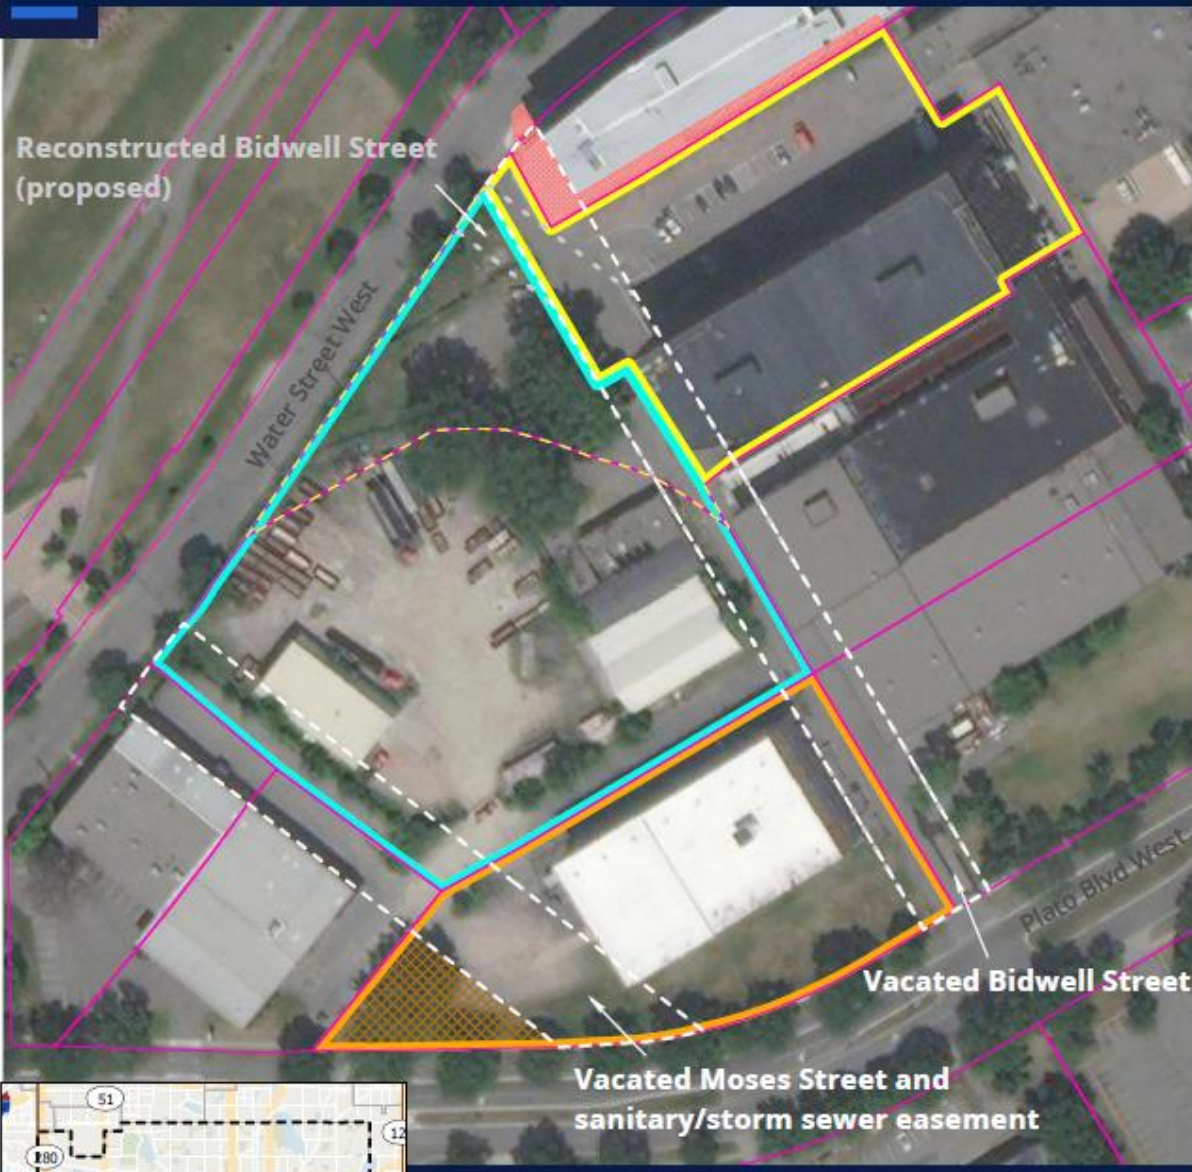 Reconstructed Bidwell Street
(proposed)
Water Street West
Plato Blvd West
Vacated Bidwell Street
Vacated Moses Street and
sanitary/storm sewer easement
51
280
12